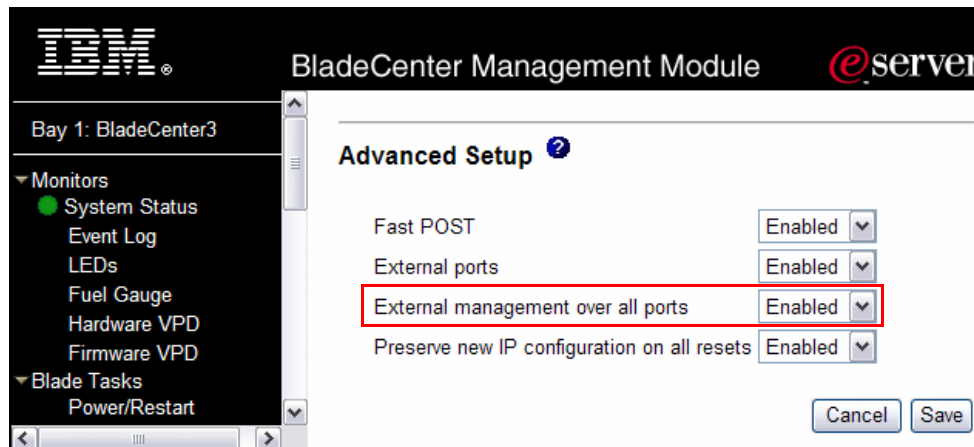 IBM®
BladeCenter Management Module
eserver
Bay 1: BladeCenter3
Monitors
System Status
Event Log
LEDs
Fuel Gauge
Hardware VPD
Firmware VPD
Blade Tasks
Power/Restart
Advanced Setup ?
Fast POST Enabled
External ports Enabled
External management over all ports Enabled
Preserve new IP configuration on all resets Enabled
Cancel Save